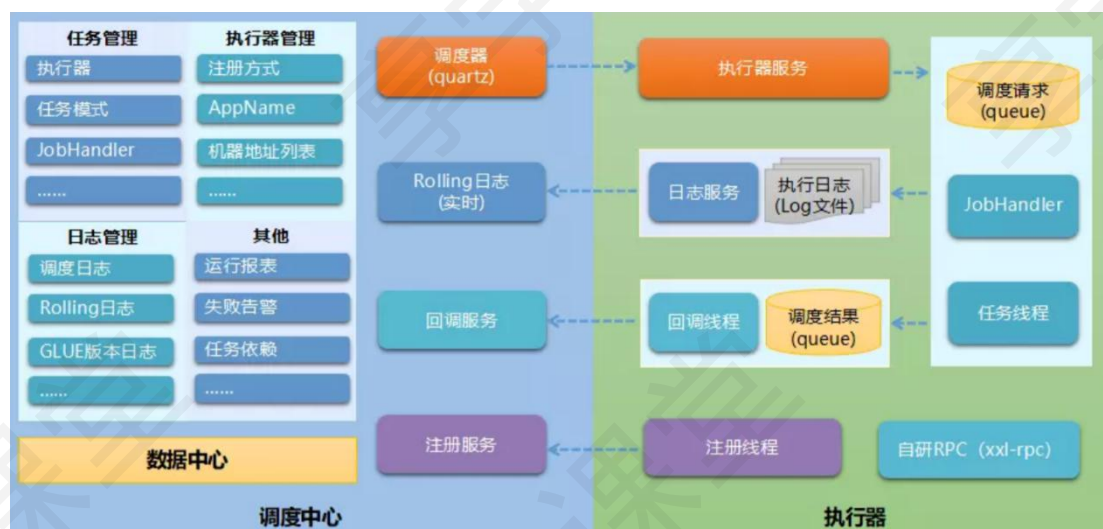 任务管理
执行器
任务模式
JobHandler
......
执行器管理
注册方式
AppName
机器地址列表
......
日志管理
调度日志
Rolling日志
GLUE版本日志
......
其他
运行报表
失败告警
任务依赖
......
数据中心
调度器
(quartz)
Rolling日志
(实时)
回调服务
注册服务
调度中心
执行器服务
日志服务
执行日志
(Log文件)
回调线程
调度结果
(queue)
注册线程
调度请求
(queue)
JobHandler
任务线程
自研RPC（xxl-rpc)
执行器